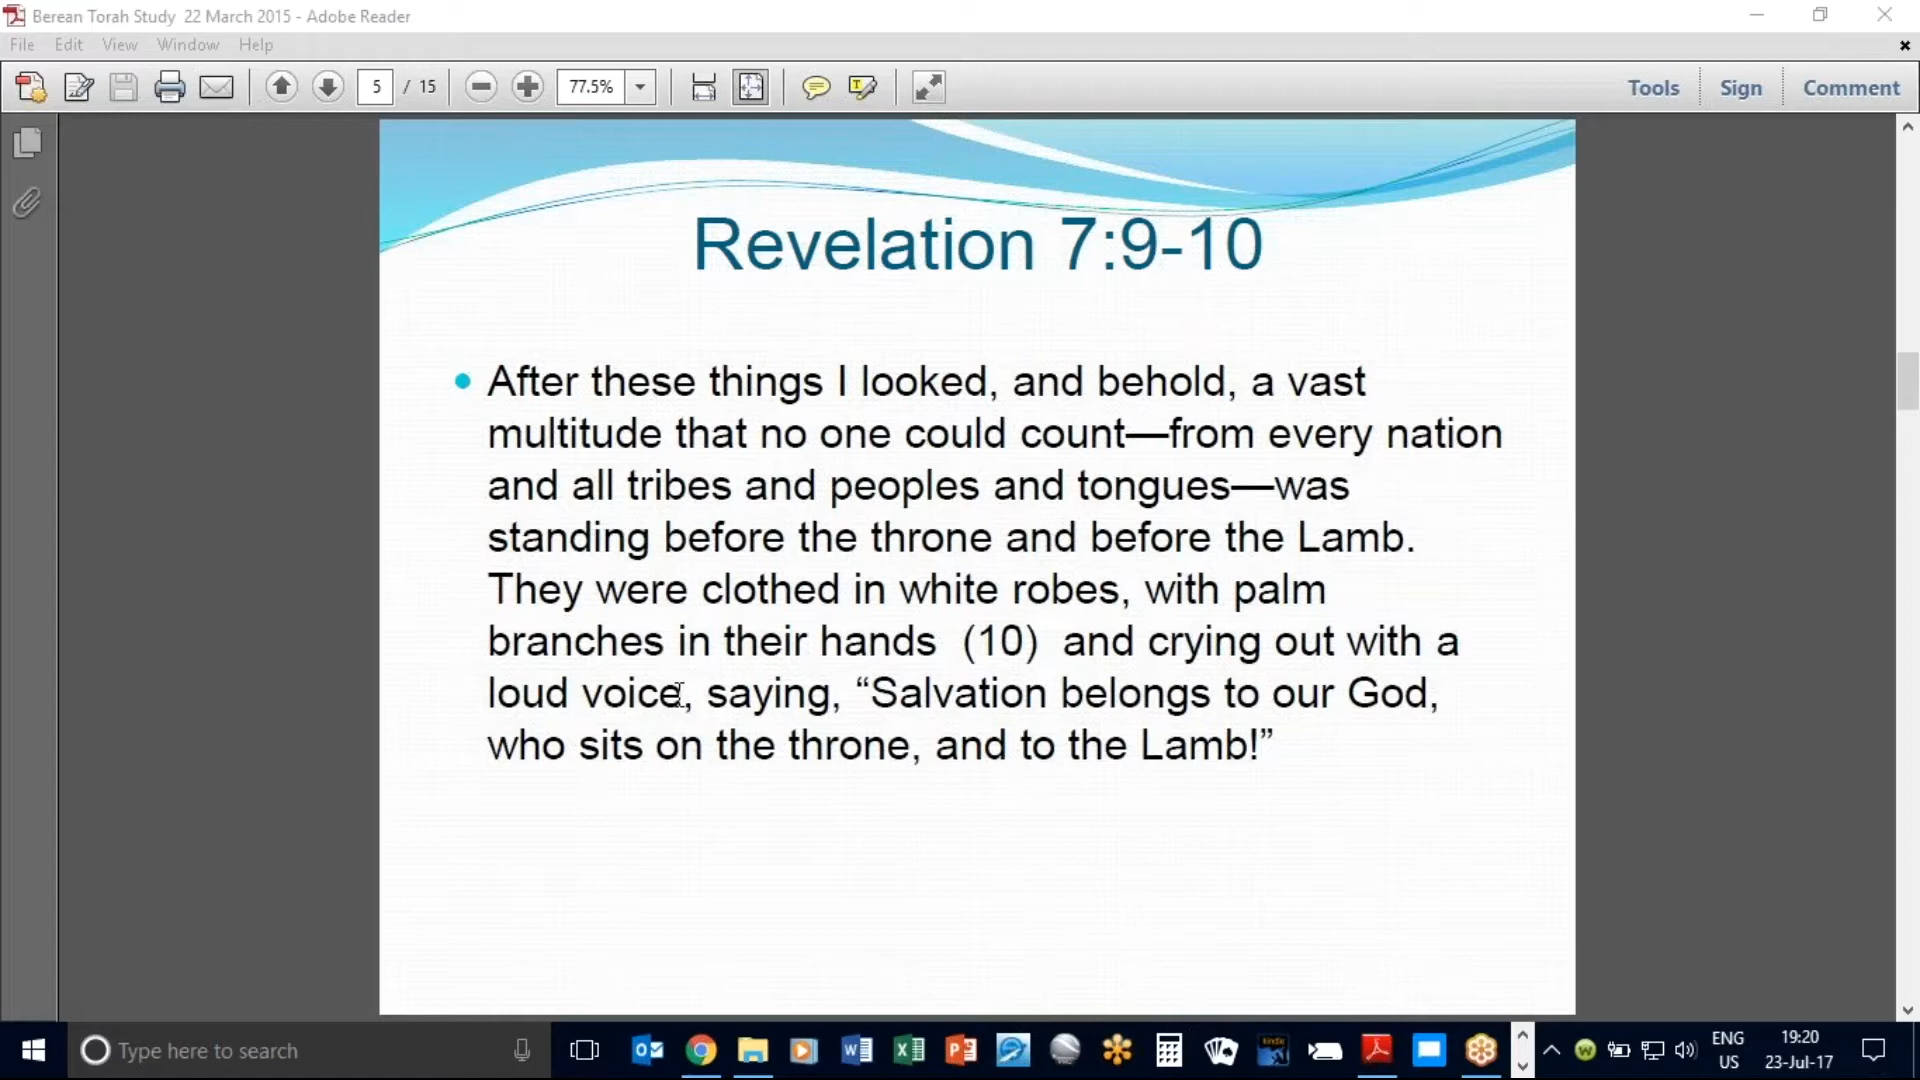 Berean Torah Study 22 March 2015 - Adobe Reader
File Edit View Window Help
5 / 15 77.5% Tools Sign Comment
Revelation 7:9-10
• After these things I looked, and behold, a vast
multitude that no one could count—from every nation
and all tribes and peoples and tongues—was
standing before the throne and before the Lamb.
They were clothed in white robes, with palm
branches in their hands (10) and crying out with a
loud voice, saying, “Salvation belongs to our God,
who sits on the throne, and to the Lamb!”
Type here to search
ENG 19:20
US 23-Jul-17